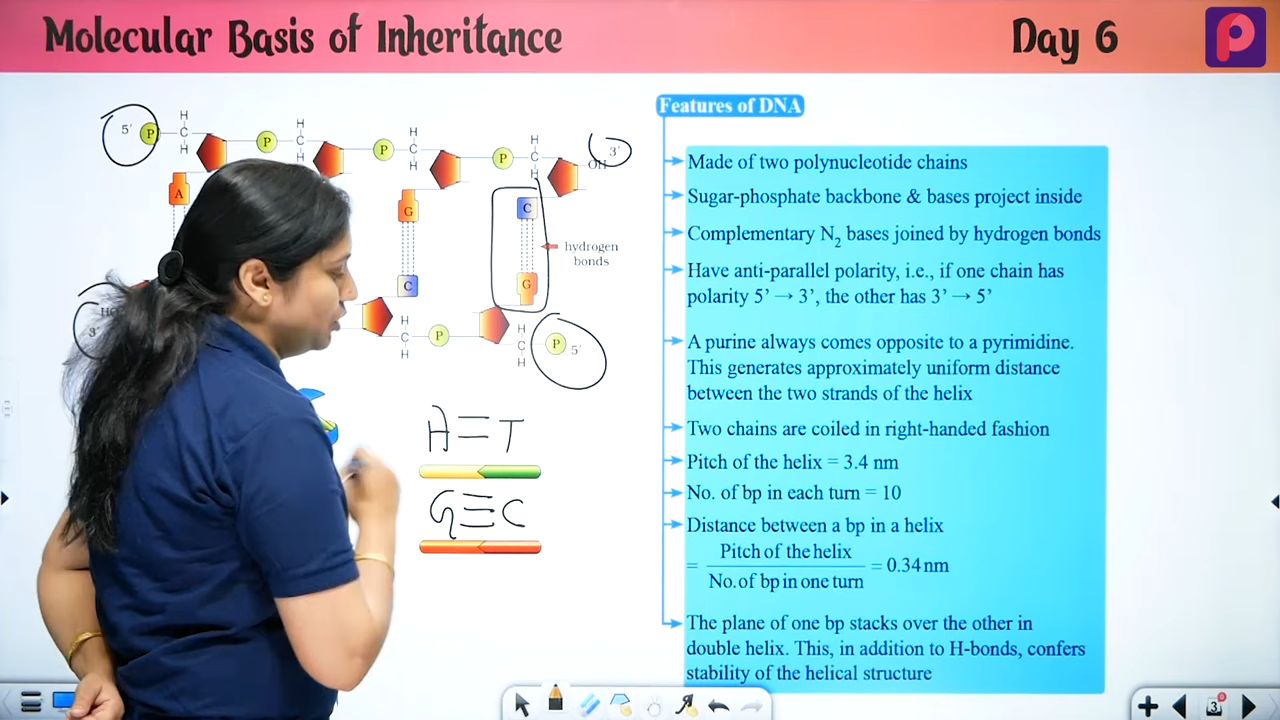 Molecular Basis of Inheritance
Day 6
Features of DNA
Made of two polynucleotide chains
Sugar-phosphate backbone & bases project inside
Complementary N₂ bases joined by hydrogen bonds
Have anti-parallel polarity, i.e., if one chain has
polarity 5’ → 3’, the other has 3’ → 5’
A purine always comes opposite to a pyrimidine.
This generates approximately uniform distance
between the two strands of the helix
Two chains are coiled in right-handed fashion
Pitch of the helix = 3.4 nm
No. of bp in each turn = 10
Distance between a bp in a helix
= Pitch of the helix / No. of bp in one turn = 0.34 nm
The plane of one bp stacks over the other in
double helix. This, in addition to H-bonds, confers
stability of the helical structure
5' P H C H P H C H P H C H P H C H OH 3'
A G C
hydrogen
bonds
C G
HO 3' H C H P H C H P 5'
A = T
G ≡ C
3